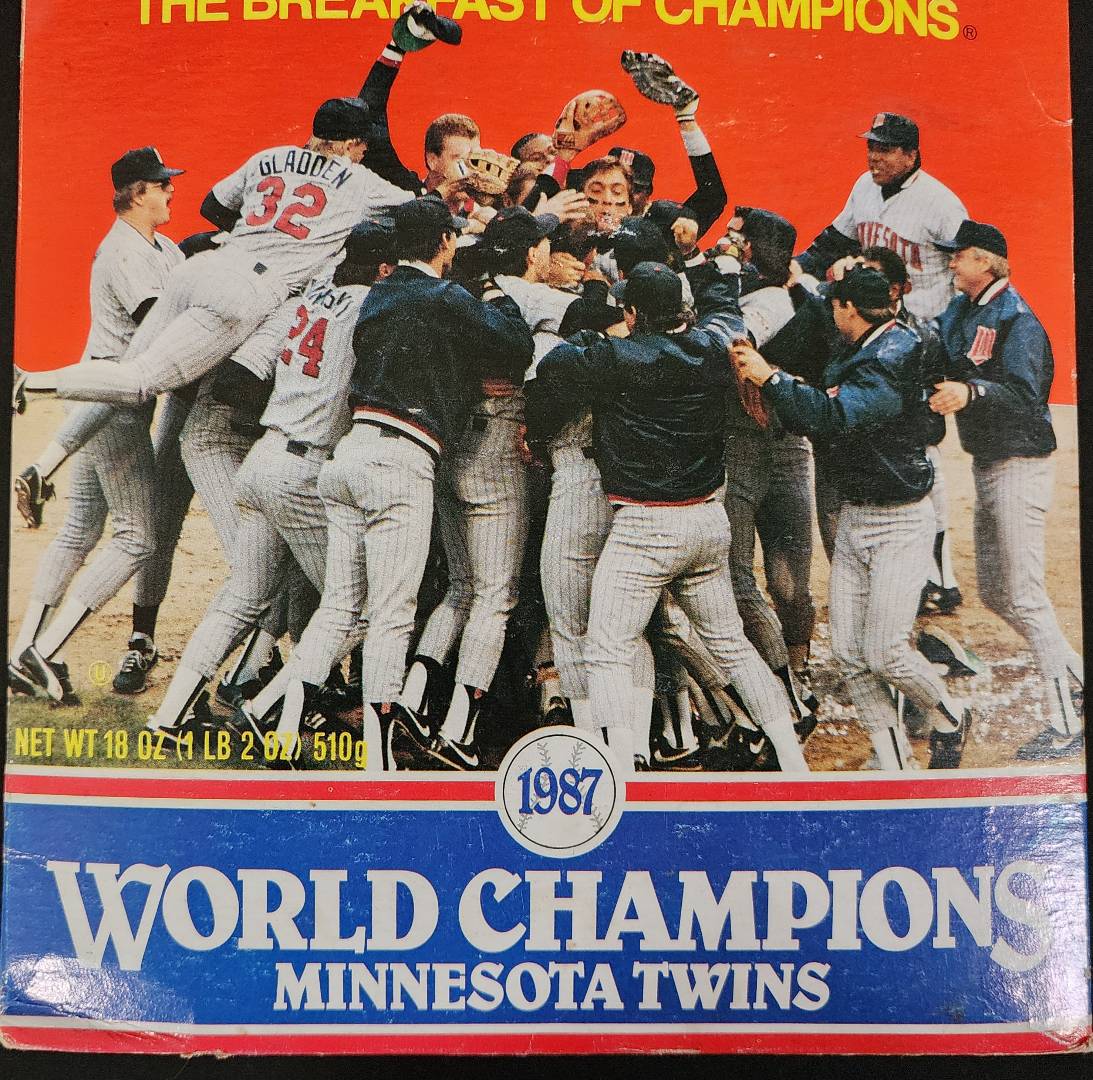 THE BREAKFAST OF CHAMPIONS®
GLADDEN
32
24
NET WT 18 OZ (1 LB 2 OZ) 510g
U
1987
WORLD CHAMPIONS
MINNESOTA TWINS